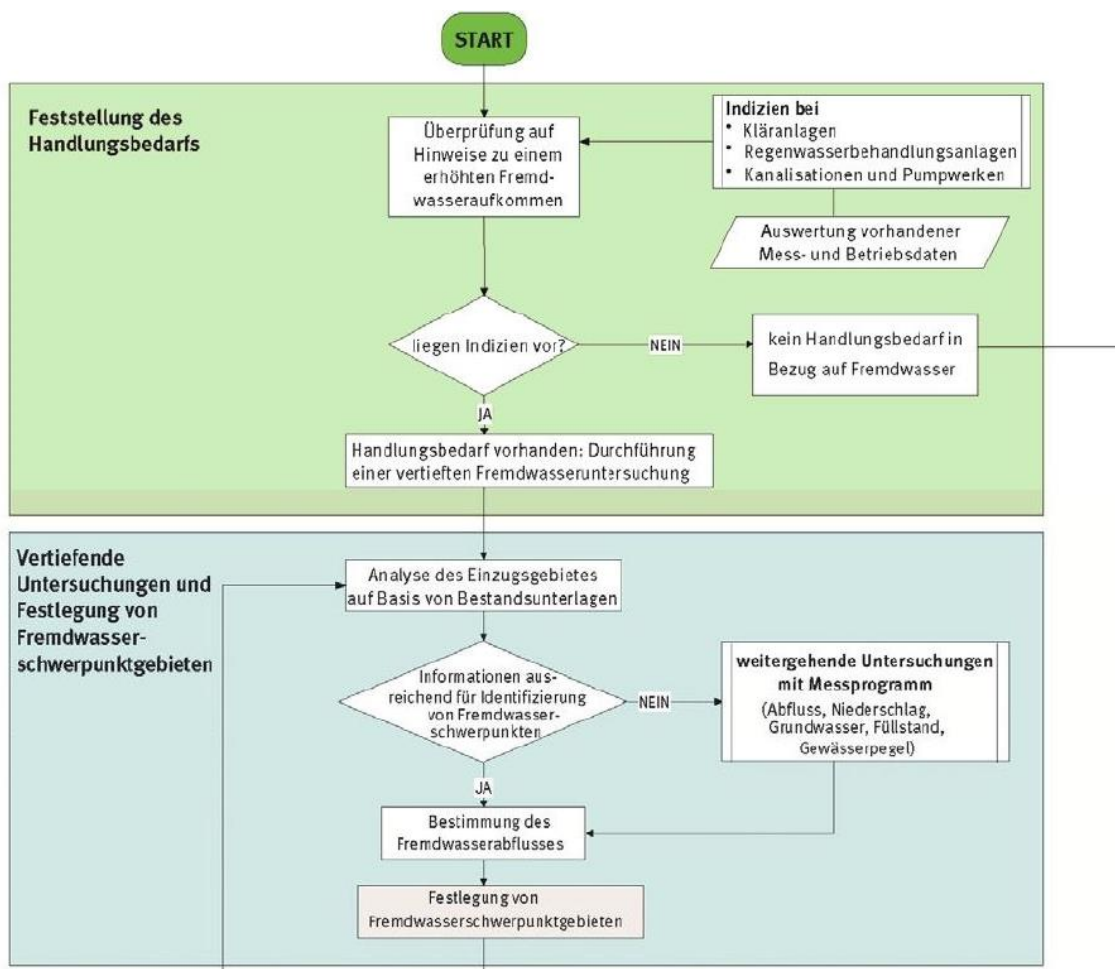 START
Feststellung des
Handlungsbedarfs
Überprüfung auf
Hinweise zu einem
erhöhten Fremd-
wasseraufkommen
Indizien bei
• Kläranlagen
• Regenwasserbehandlungsanlagen
• Kanalisationen und Pumpwerken
Auswertung vorhandener
Mess- und Betriebsdaten
liegen Indizien vor?
NEIN
kein Handlungsbedarf in
Bezug auf Fremdwasser
JA
Handlungsbedarf vorhanden: Durchführung
einer vertieften Fremdwasseruntersuchung
Vertiefende
Untersuchungen und
Festlegung von
Fremdwasser-
schwerpunktgebieten
Analyse des Einzugsgebietes
auf Basis von Bestandsunterlagen
Informationen aus-
reichend für Identifizierung
von Fremdwasser-
schwerpunkten
NEIN
weitergehende Untersuchungen
mit Messprogramm
(Abfluss, Niederschlag,
Grundwasser, Füllstand,
Gewässerpegel)
JA
Bestimmung des
Fremdwasserabflusses
Festlegung von
Fremdwasserschwerpunktgebieten